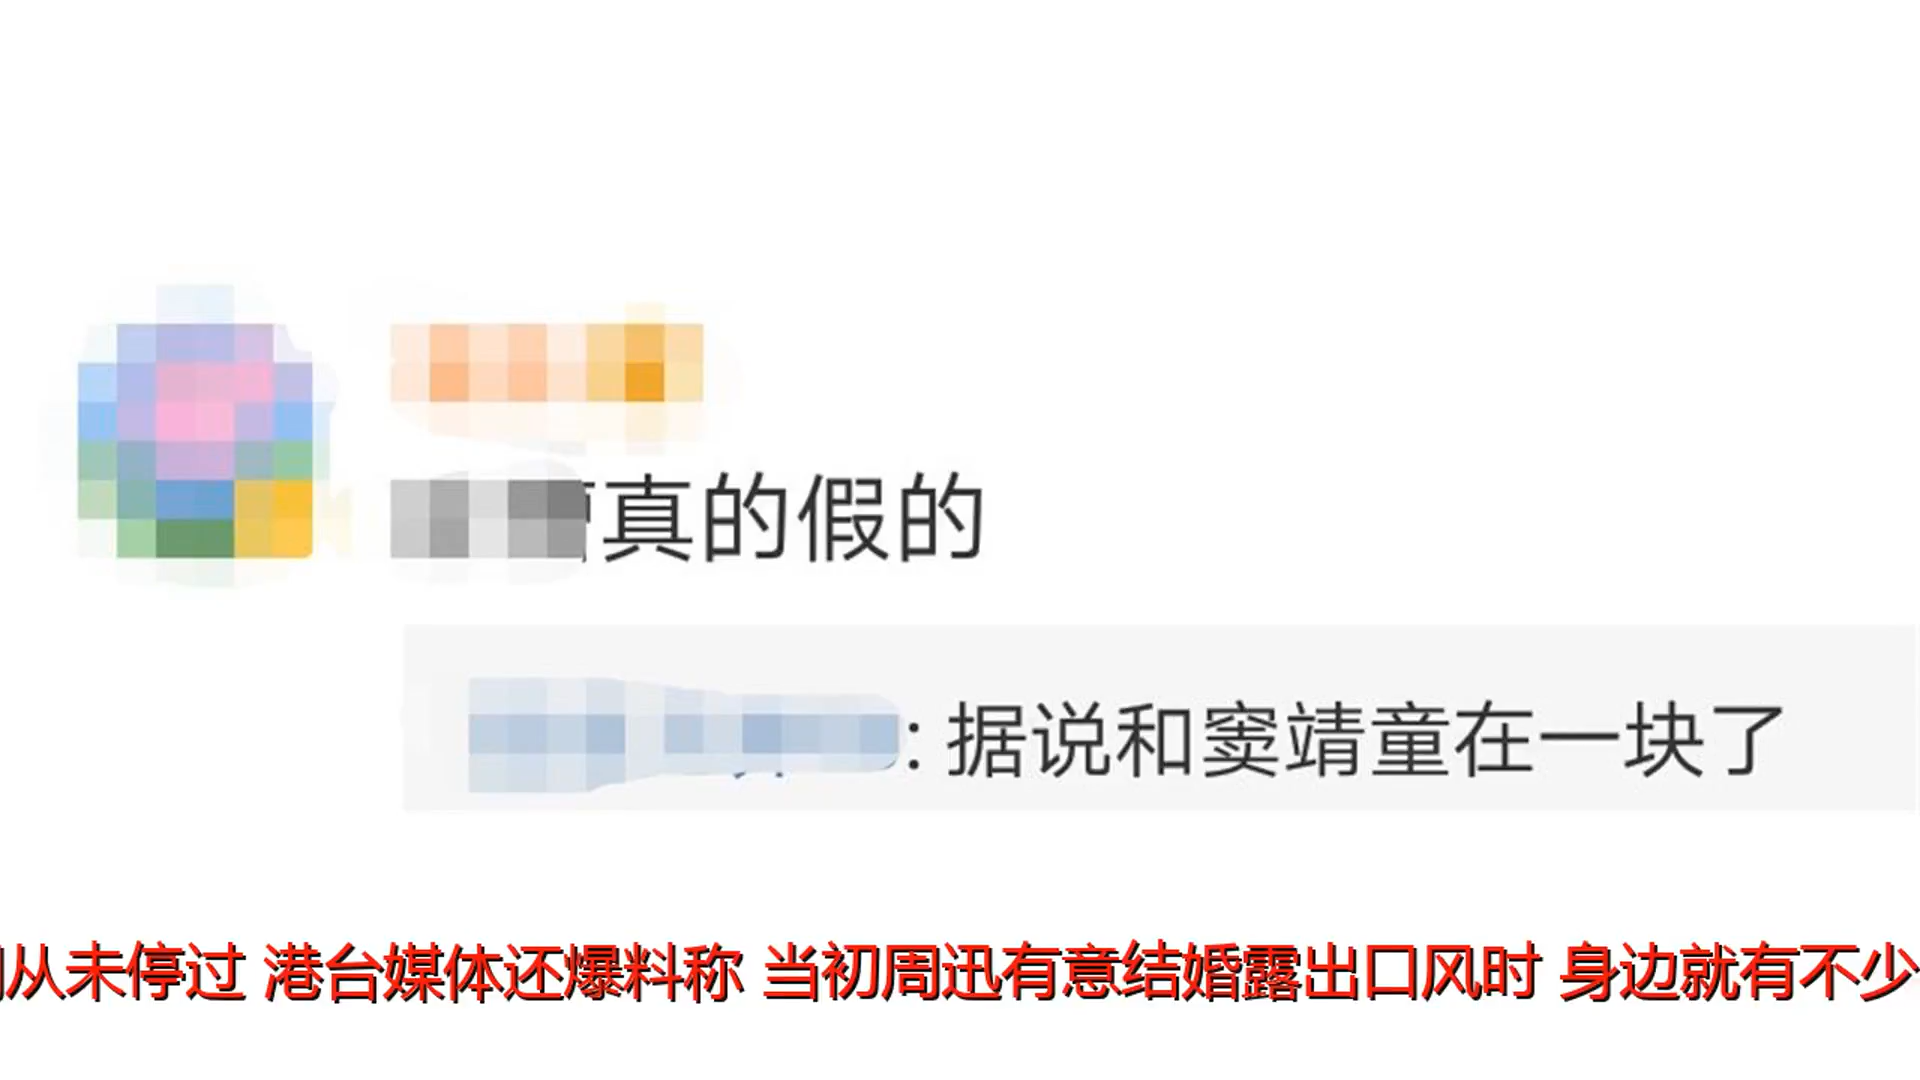 真的假的
: 据说和窦靖童在一块了
从未停过 港台媒体还爆料称 当初周迅有意结婚露出口风时 身边就有不少